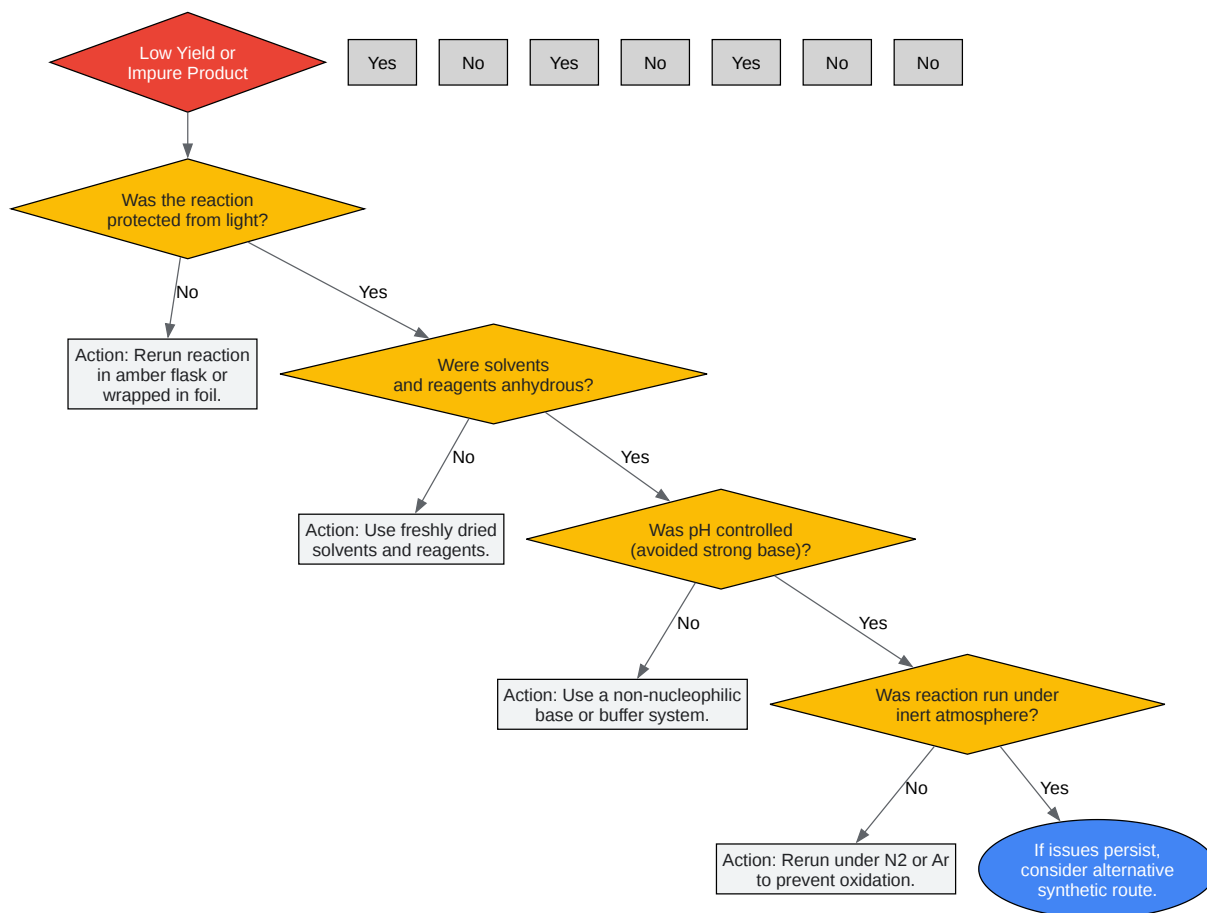 Low Yield or
Impure Product
Yes
No
Yes
No
Yes
No
No
Was the reaction
protected from light?
No
Yes
Action: Rerun reaction
in amber flask or
wrapped in foil.
Were solvents
and reagents anhydrous?
No
Yes
Action: Use freshly dried
solvents and reagents.
Was pH controlled
(avoided strong base)?
No
Yes
Action: Use a non-nucleophilic
base or buffer system.
Was reaction run under
inert atmosphere?
No
Yes
Action: Rerun under N2 or Ar
to prevent oxidation.
If issues persist,
consider alternative
synthetic route.